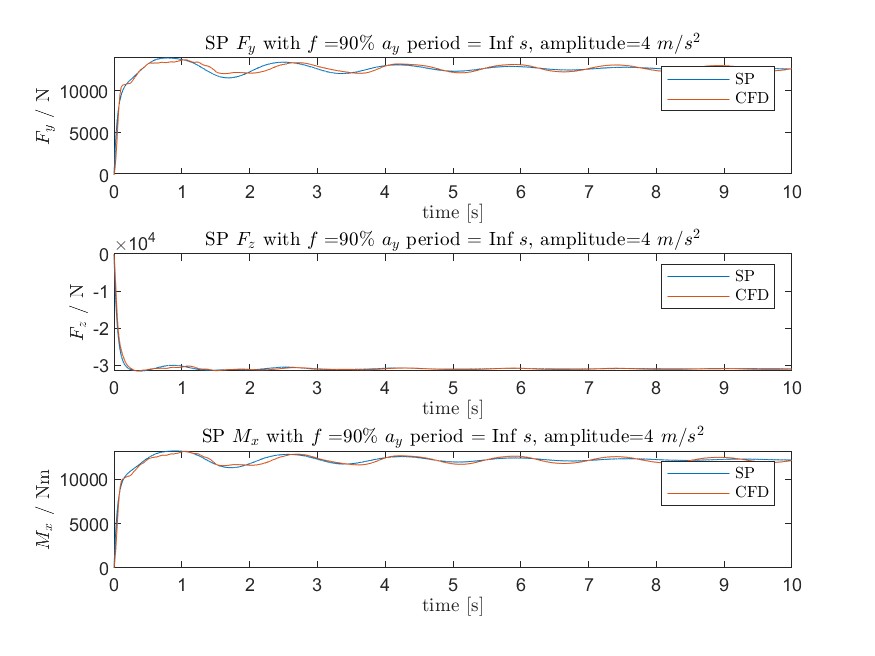 SP F_y with f =90% a_y period = Inf s, amplitude=4 m/s^2
F_y / N
10000
5000
0
0 1 2 3 4 5 6 7 8 9 10
time [s]
SP
CFD
SP F_z with f =90% a_y period = Inf s, amplitude=4 m/s^2
×10^4
F_z / N
0
-1
-2
-3
0 1 2 3 4 5 6 7 8 9 10
time [s]
SP
CFD
SP M_x with f =90% a_y period = Inf s, amplitude=4 m/s^2
M_x / Nm
10000
5000
0
0 1 2 3 4 5 6 7 8 9 10
time [s]
SP
CFD